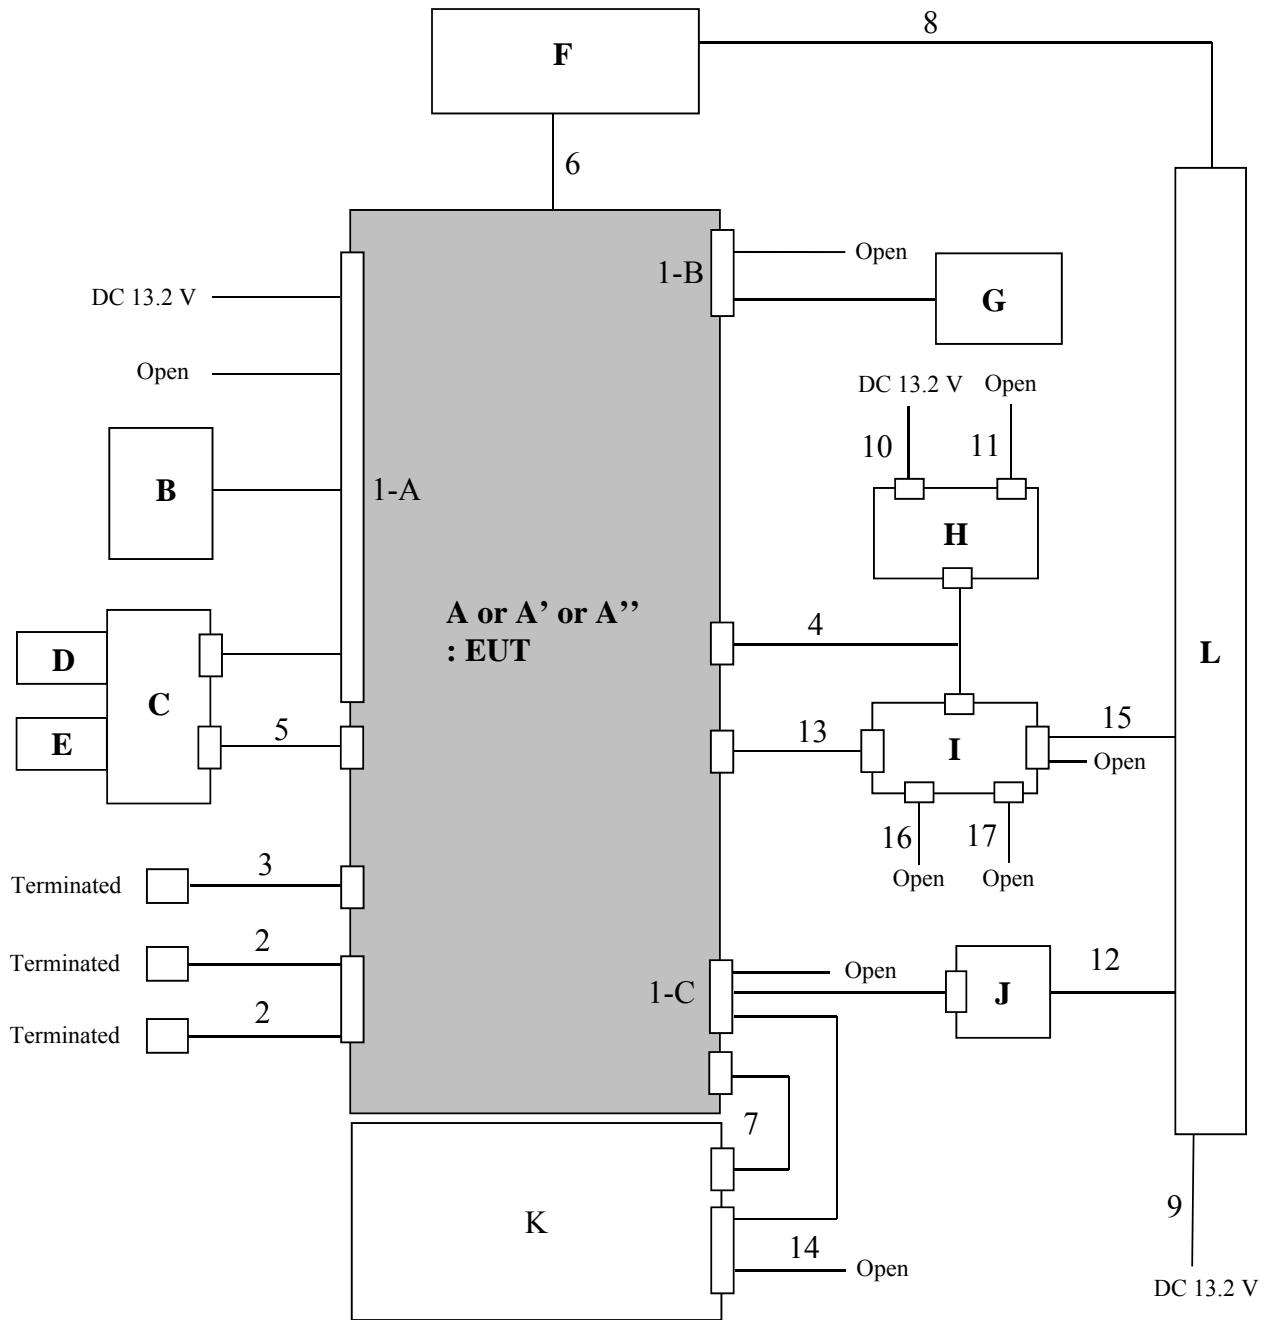 8
F
6
1-B
Open
DC 13.2 V
G
Open
DC 13.2 V
Open
10
11
B
1-A
H
A or A’ or A’’
: EUT
4
D
L
C
15
E
5
13
I
Open
16
17
3
Terminated
Open
Open
2
Terminated
12
Open
1-C
J
2
Terminated
7
9
K
14
Open
DC 13.2 V